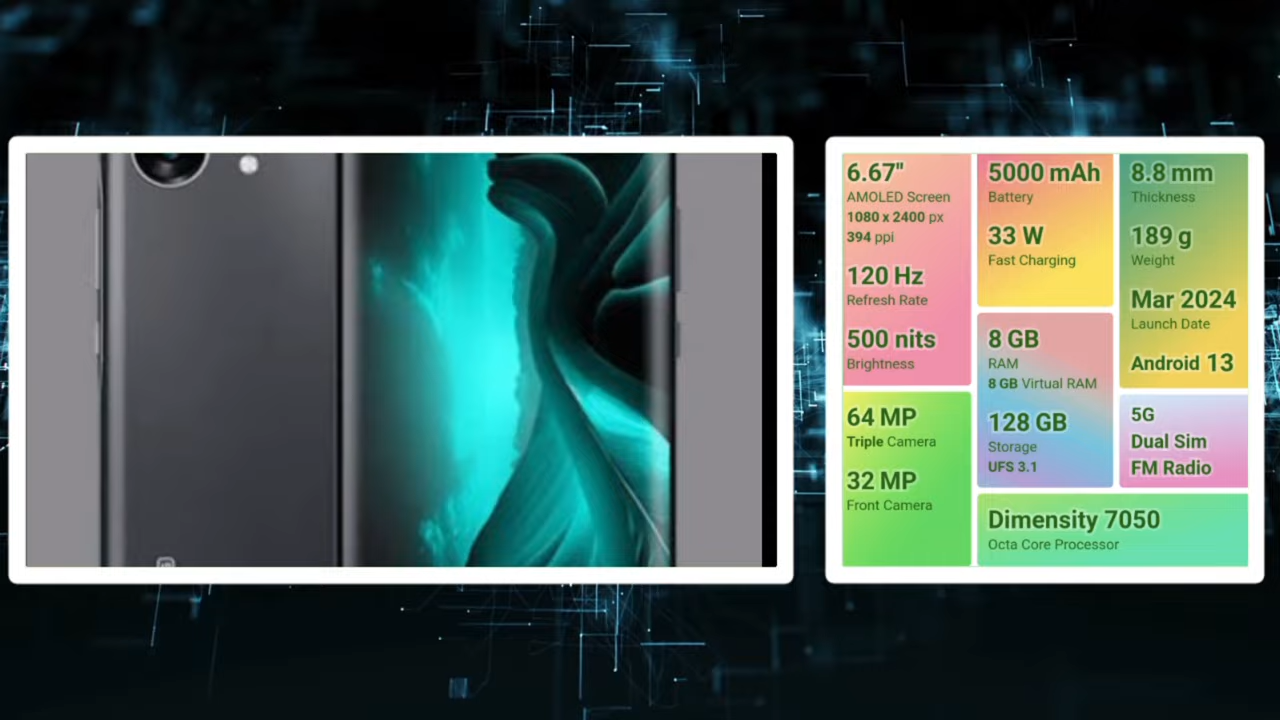 6.67"
AMOLED Screen
1080 x 2400 px
394 ppi
120 Hz
Refresh Rate
500 nits
Brightness
64 MP
Triple Camera
32 MP
Front Camera
5000 mAh
Battery
33 W
Fast Charging
8 GB
RAM
8 GB Virtual RAM
128 GB
Storage
UFS 3.1
8.8 mm
Thickness
189 g
Weight
Mar 2024
Launch Date
Android 13
5G
Dual Sim
FM Radio
Dimensity 7050
Octa Core Processor